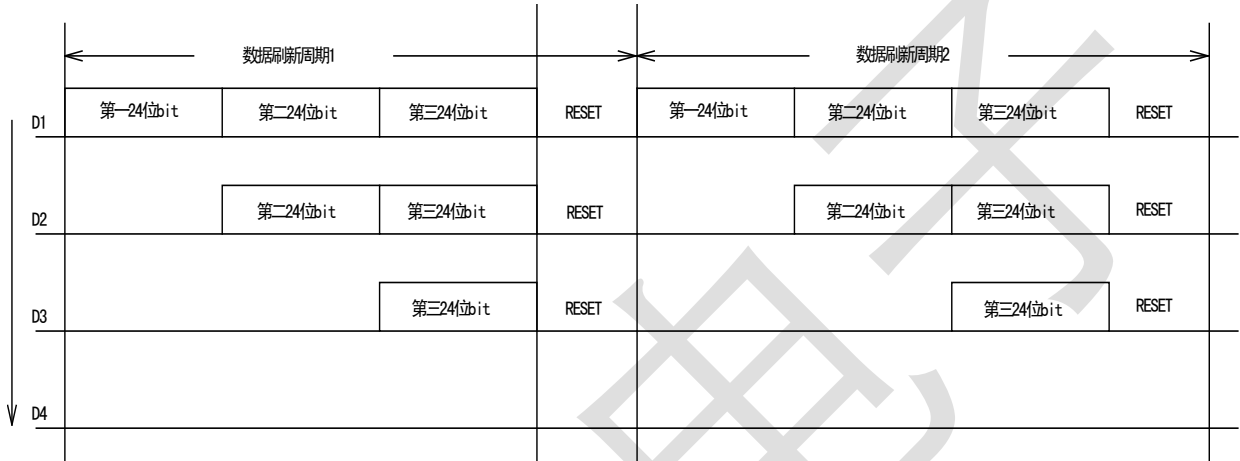 数据刷新周期1 数据刷新周期2
D1 第一24位bit 第二24位bit 第三24位bit RESET 第一24位bit 第二24位bit 第三24位bit RESET
D2 第二24位bit 第三24位bit RESET 第二24位bit 第三24位bit RESET
D3 第三24位bit RESET 第三24位bit RESET
D4
电子